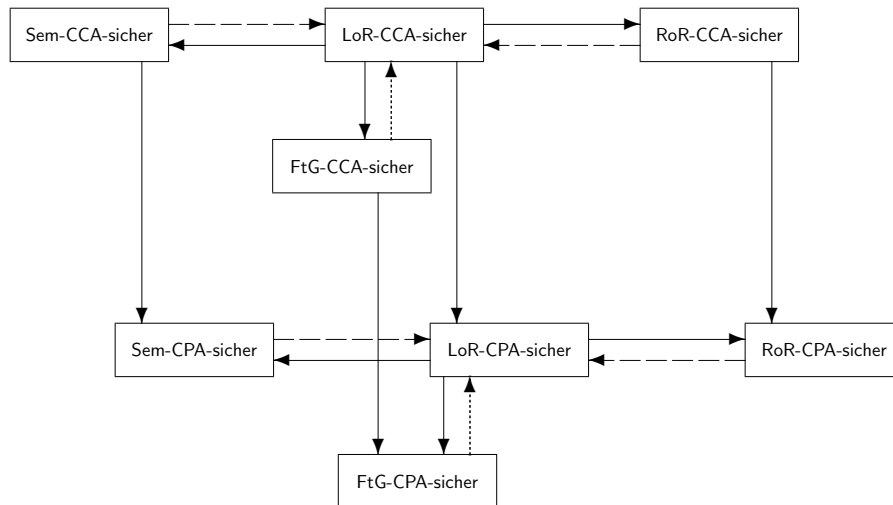 Sem-CCA-sicher
LoR-CCA-sicher
RoR-CCA-sicher
FtG-CCA-sicher
Sem-CPA-sicher
LoR-CPA-sicher
RoR-CPA-sicher
FtG-CPA-sicher